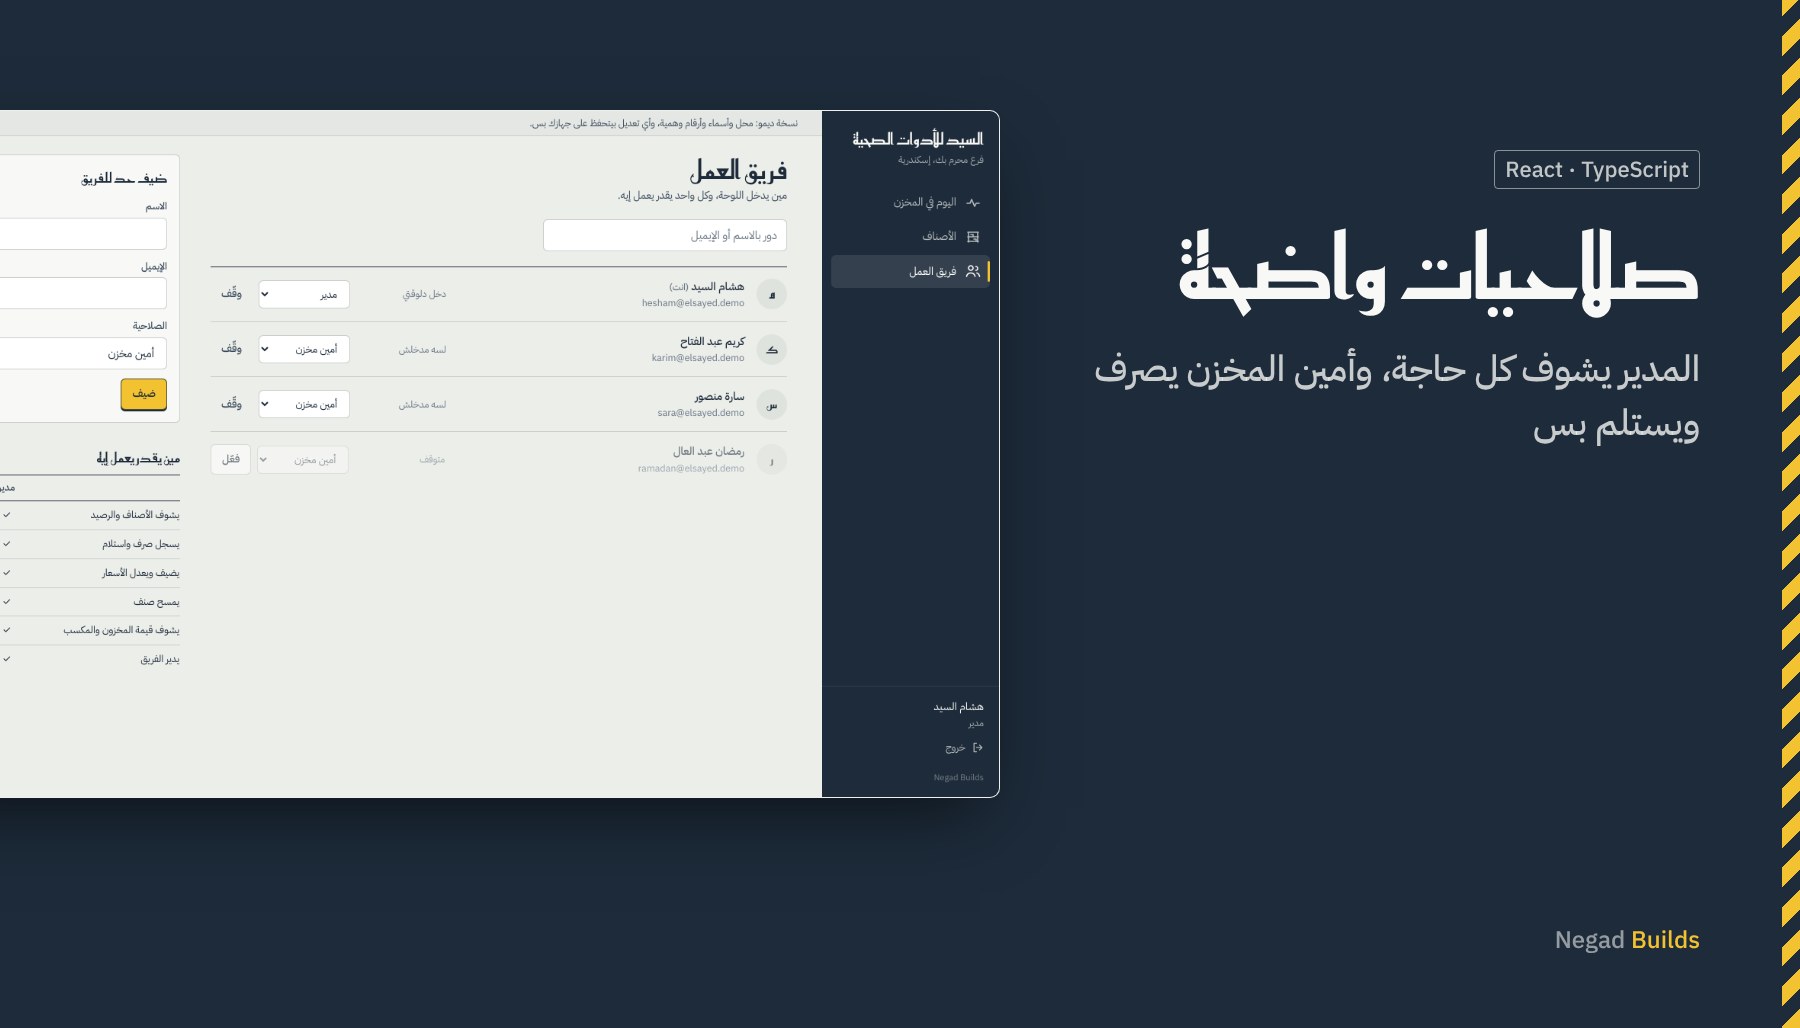 React · TypeScript
صلاحيات واضحة
المدير يشوف كل حاجة، وأمين المخزن يصرف
ويستلم بس
Negad Builds
السيد للأدوات الصحية
فرع محرم بك، إسكندرية
اليوم في المخزن
الأصناف
فريق العمل
هشام السيد
مدير
خروج
Negad Builds
نسخة ديمو: محل وأسماء وأرقام وهمية، وأي تعديل بيتحفظ على جهازك بس.
فريق العمل
مين يدخل اللوحة، وكل واحد يقدر يعمل إيه.
دور بالاسم أو الإيميل
ه هشام السيد (انت) دخل دلوقتي مدير وقّف
hesham@elsayed.demo
ك كريم عبد الفتاح لسه مدخلش أمين مخزن وقّف
karim@elsayed.demo
س سارة منصور لسه مدخلش أمين مخزن وقّف
sara@elsayed.demo
ر رمضان عبد العال متوقف أمين مخزن فعّل
ramadan@elsayed.demo
ضيف حد للفريق
الاسم
الإيميل
الصلاحية
أمين مخزن
ضيف
مين يقدر يعمل إيه
مدير
يشوف الأصناف والرصيد ✓
يسجل صرف واستلام ✓
يضيف ويعدل الأسعار ✓
يمسح صنف ✓
يشوف قيمة المخزون والمكسب ✓
يدير الفريق ✓